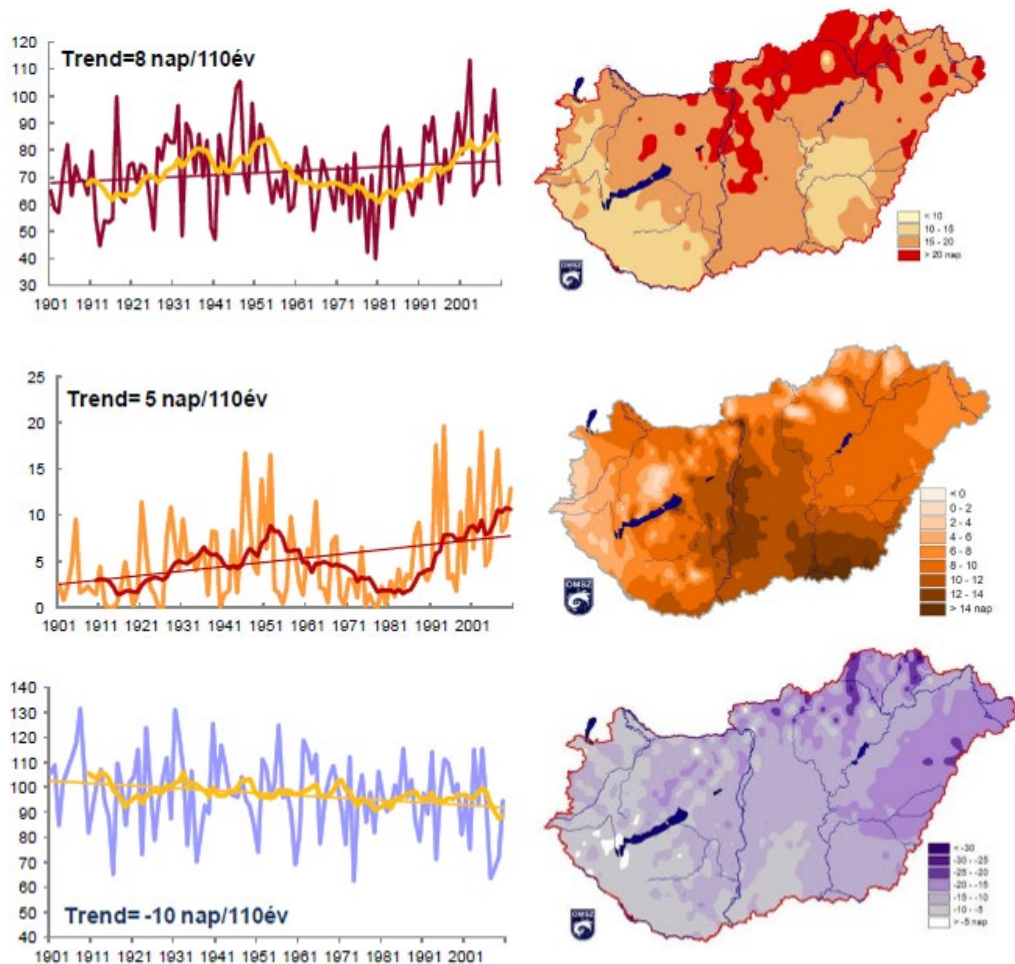 Trend=8 nap/110év
120
110
100
90
80
70
60
50
40
30
1901 1911 1921 1931 1941 1951 1961 1971 1981 1991 2001
< 10
10 - 15
15 - 20
> 20 nap
OMSZ
Trend= 5 nap/110év
25
20
15
10
5
0
1901 1911 1921 1931 1941 1951 1961 1971 1981 1991 2001
< 0
0 - 2
2 - 4
4 - 6
6 - 8
8 - 10
10 - 12
12 - 14
> 14 nap
OMSZ
140
130
120
110
100
90
80
70
60
50
40
Trend= -10 nap/110év
1901 1911 1921 1931 1941 1951 1961 1971 1981 1991 2001
< -30
-30 - -25
-25 - -20
-20 - -15
-15 - -10
-10 - -5
> -5 nap
OMSZ